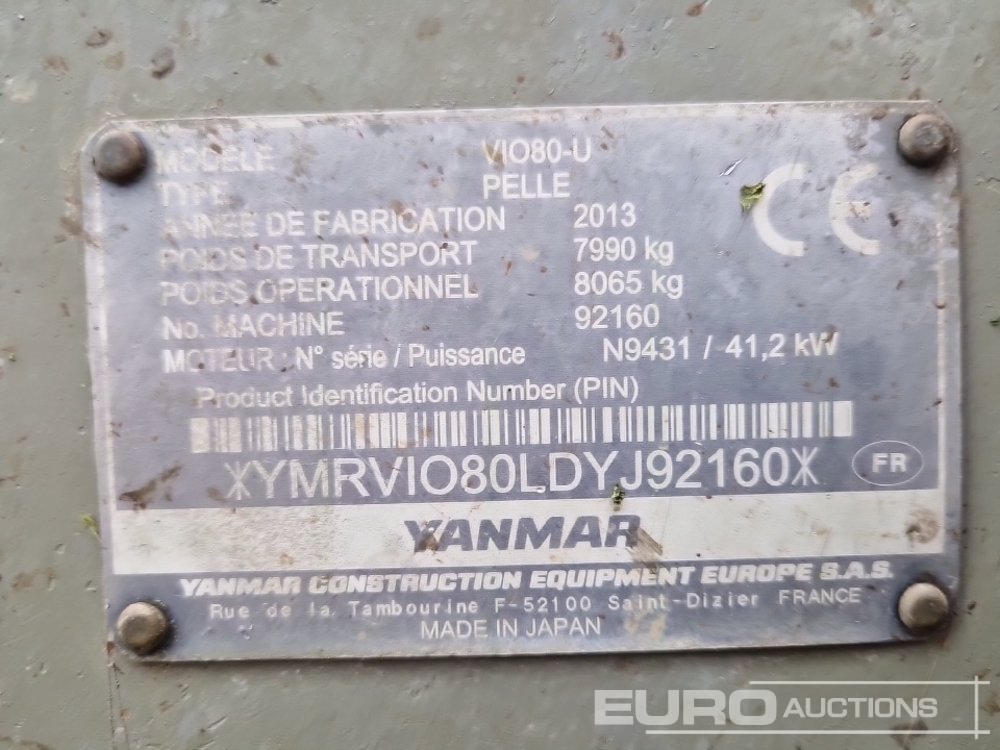 MODELE VIO80-U
TYPE PELLE
ANNEE DE FABRICATION 2013
POIDS DE TRANSPORT 7990 kg
POIDS OPERATIONNEL 8065 kg
No. MACHINE 92160
MOTEUR : N° série / Puissance N9431 / 41,2 kW
CE
Product Identification Number (PIN)
*YMRVIO80LDYJ92160*
FR
YANMAR
YANMAR CONSTRUCTION EQUIPMENT EUROPE S.A.S.
Rue de la Tambourine F-52100 Saint-Dizier FRANCE
MADE IN JAPAN
EURO AUCTIONS